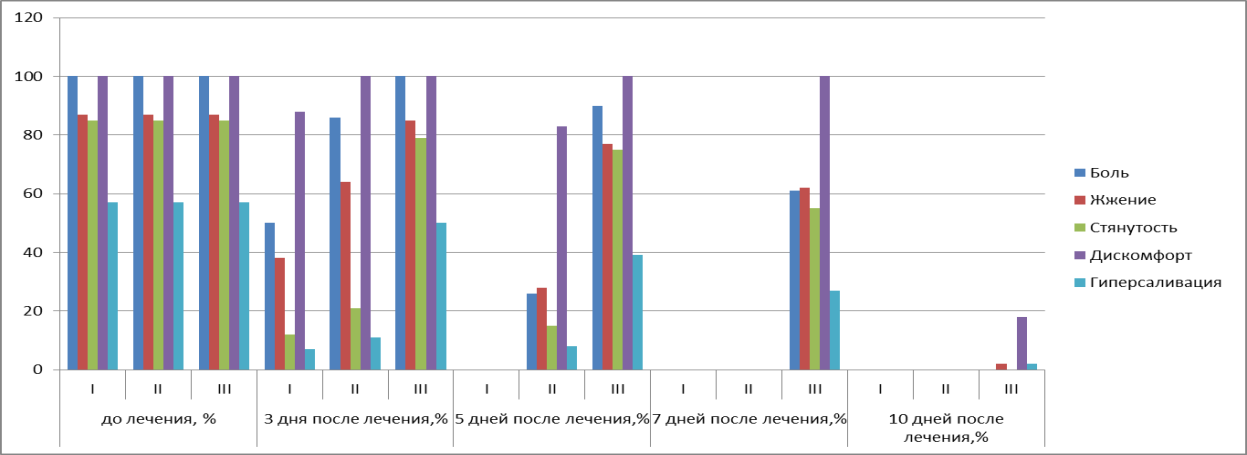 120
100
80
60
40
20
0
I II III I II III I II III I II III I II III
до лечения, % 3 дня после лечения,% 5 дней после лечения,% 7 дней после лечения,% 10 дней после
лечения,%
Боль
Жжение
Стянутость
Дискомфорт
Гиперсаливация